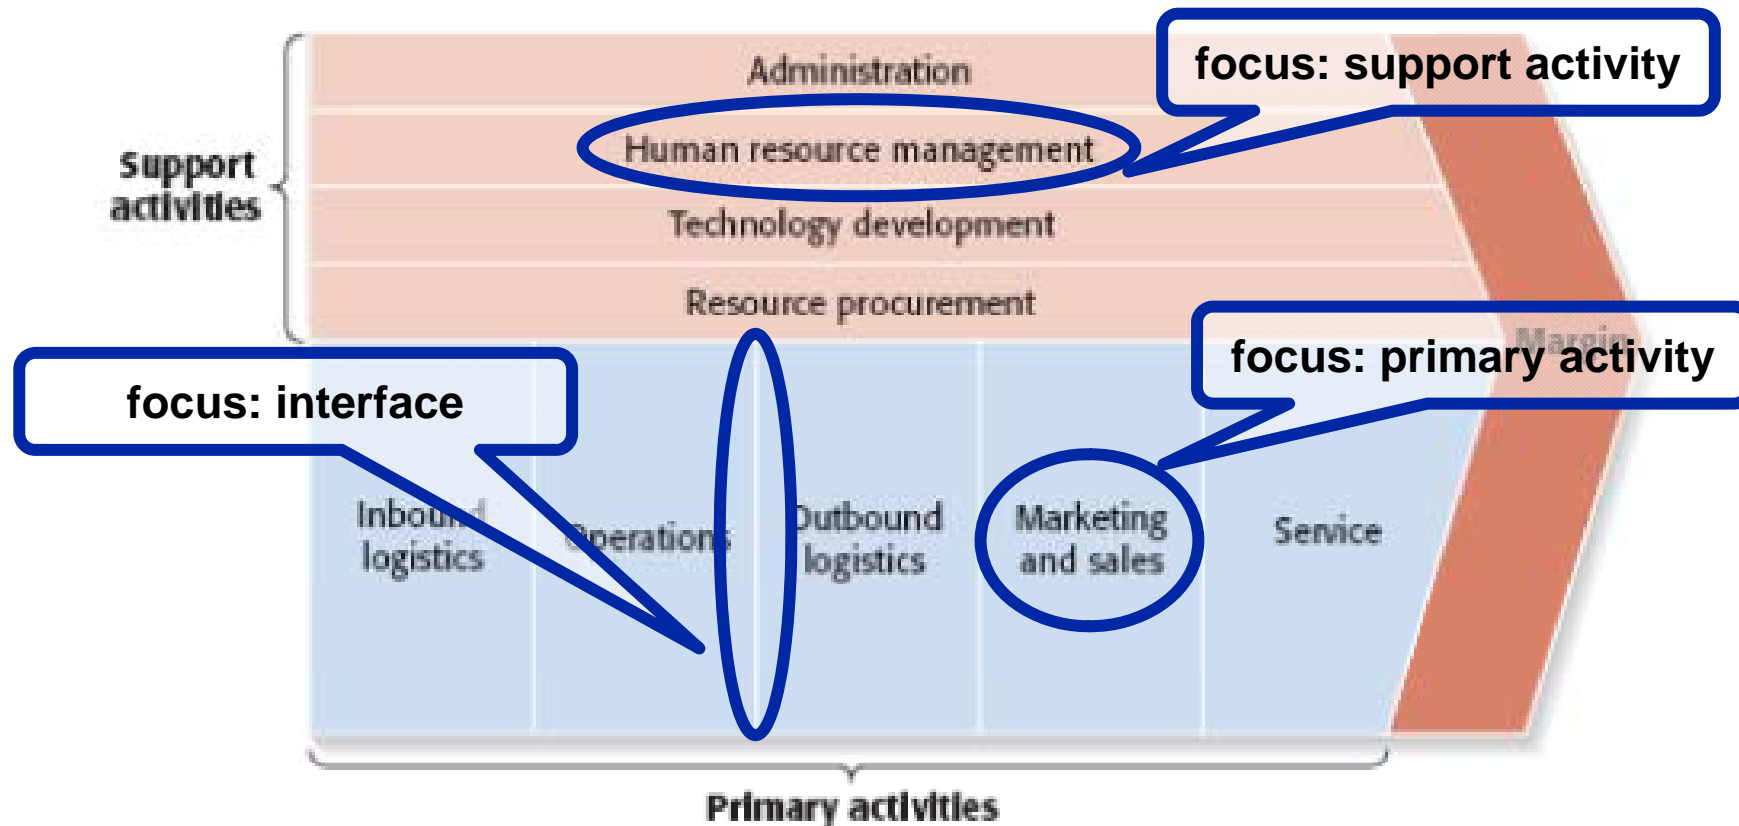 focus: support activity
Administration
Human resource management
Support
activities
Technology development
Resource procurement
focus: primary activity
Margin
focus: interface
Inbound
logistics
Operations
Outbound
logistics
Marketing
and sales
Service
Primary activities